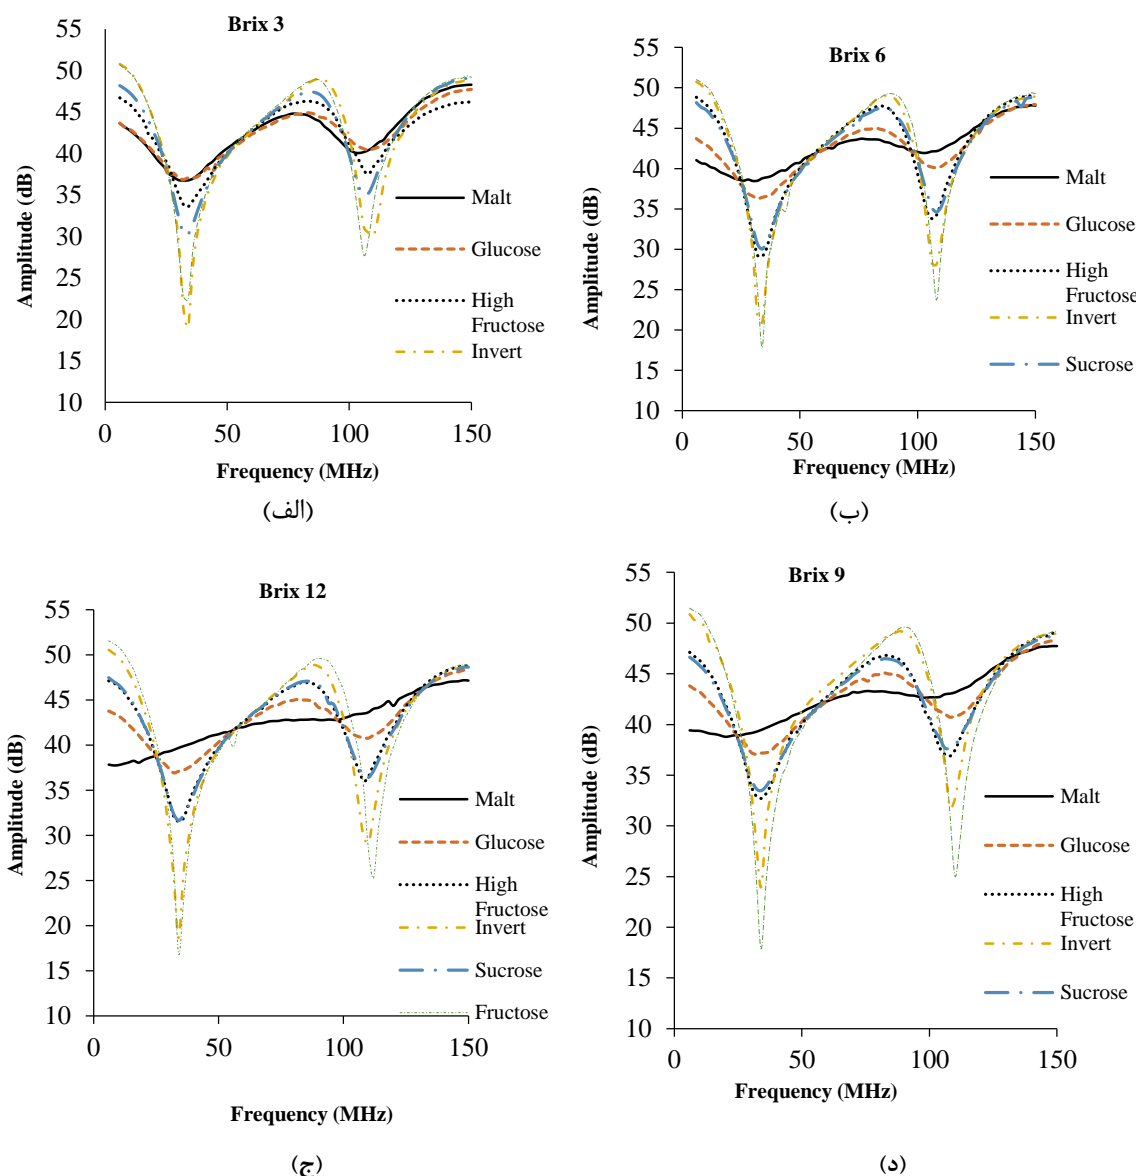 Brix 3
55
50
45
40
35
30
25
20
15
10
0
50
100
150
Amplitude (dB)
Frequency (MHz)
Malt
Glucose
High
Fructose
Invert
(الف)
Brix 6
55
50
45
40
35
30
25
20
15
10
0
50
100
150
Amplitude (dB)
Frequency (MHz)
Malt
Glucose
High
Fructose
Invert
Sucrose
(ب)
Brix 12
55
50
45
40
35
30
25
20
15
10
0
50
100
150
Amplitude (dB)
Frequency (MHz)
Malt
Glucose
High
Fructose
Invert
Sucrose
Fructose
(ج)
Brix 9
55
50
45
40
35
30
25
20
15
10
0
50
100
150
Amplitude (dB)
Frequency (MHz)
Malt
Glucose
High
Fructose
Invert
Sucrose
(د)